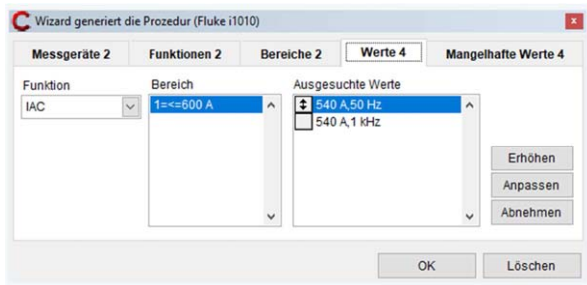 Wizard generiert die Prozedur (Fluke i1010)
Messgeräte 2
Funktionen 2
Bereiche 2
Werte 4
Mangelhafte Werte 4
Funktion
Bereich
Ausgesuchte Werte
IAC
1=<=600 A
540 A,50 Hz
540 A,1 kHz
Erhöhen
Anpassen
Abnehmen
OK
Löschen